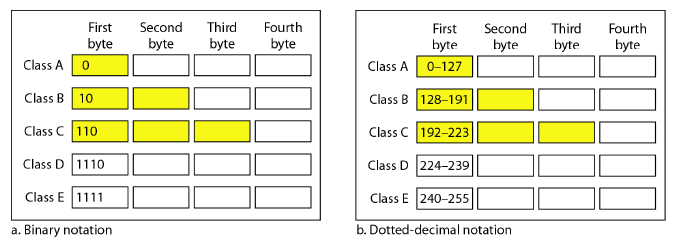 First byte Second byte Third byte Fourth byte
Class A 0
Class B 10
Class C 110
Class D 1110
Class E 1111
a. Binary notation
First byte Second byte Third byte Fourth byte
Class A 0–127
Class B 128–191
Class C 192–223
Class D 224–239
Class E 240–255
b. Dotted-decimal notation